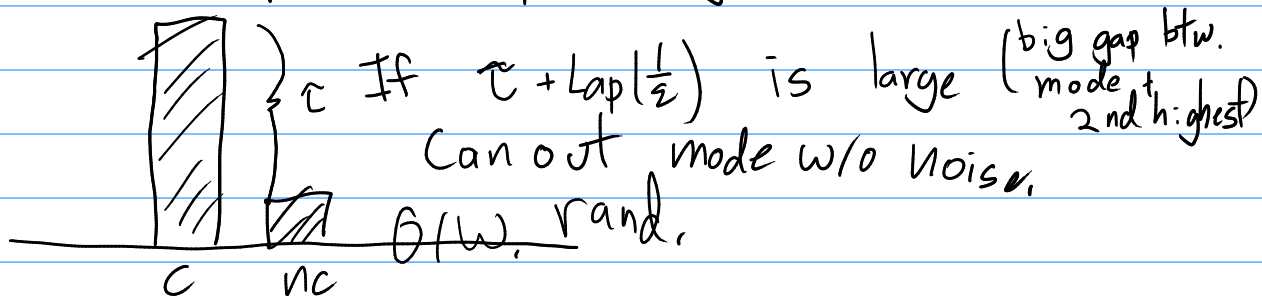 τ If τ + Lap(1/ε) is large (big gap btw.
mode + 2nd highest)
Can out mode w/o noise.
O/W. rand.
C nc